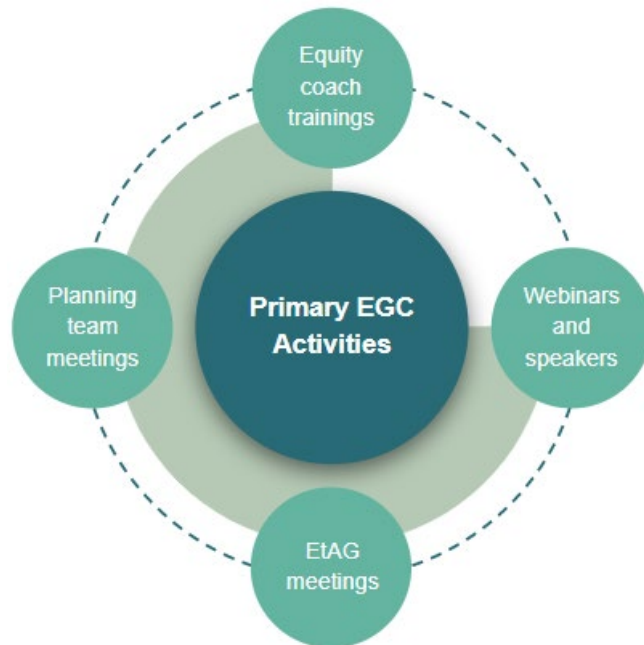 Equity
coach
trainings
Planning
team
meetings
Primary EGC
Activities
Webinars
and
speakers
EtAG
meetings